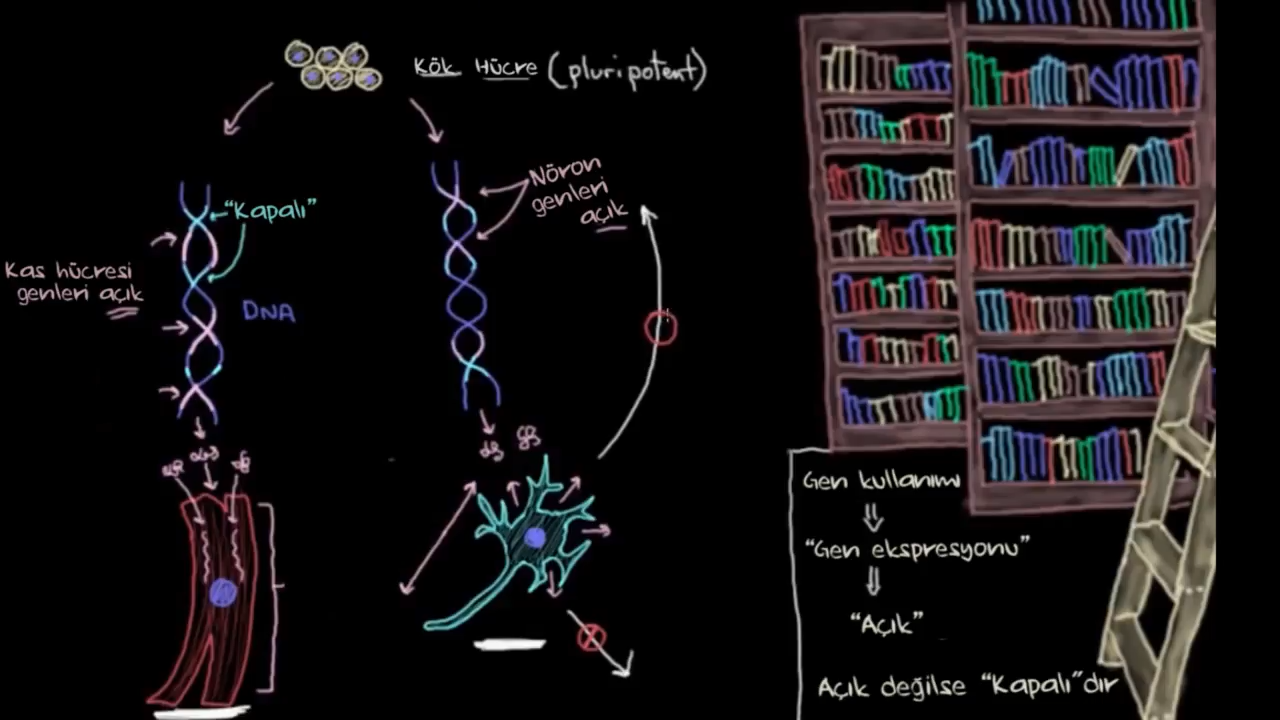 Kök Hücre (pluripotent)
"Kapalı"
Kas hücresi
genleri açık
DNA
Nöron
genleri
açık
Gen kullanımı
"Gen ekspresyonu"
"Açık"
Açık değilse "Kapalı"dır